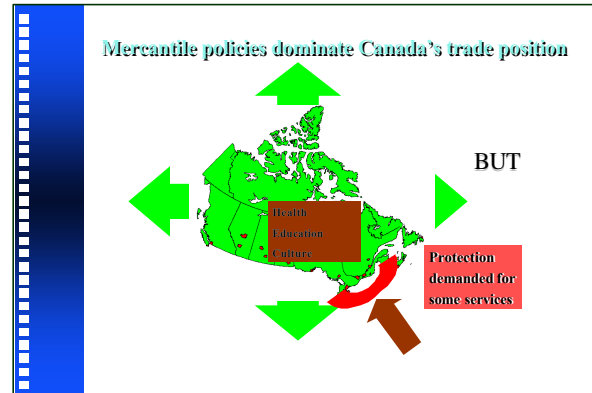 Mercantile policies dominate Canada's trade position
BUT
Health
Education
Culture
Protection
demanded for
some services